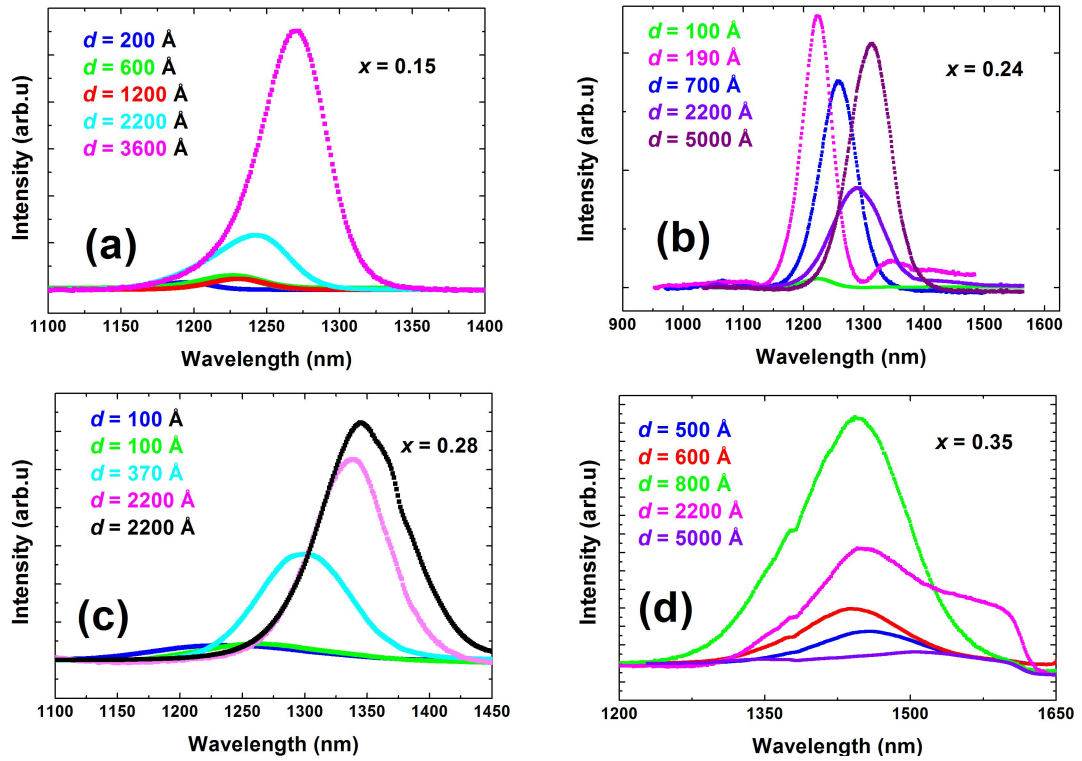 (a)
d = 200 Å
d = 600 Å
d = 1200 Å
d = 2200 Å
d = 3600 Å
x = 0.15
Intensity (arb.u)
1100 1150 1200 1250 1300 1350 1400
Wavelength (nm)
(b)
d = 100 Å
d = 190 Å
d = 700 Å
d = 2200 Å
d = 5000 Å
x = 0.24
Intensity (arb.u)
900 1000 1100 1200 1300 1400 1500 1600
Wavelength (nm)
(c)
d = 100 Å
d = 100 Å
d = 370 Å
d = 2200 Å
d = 2200 Å
x = 0.28
Intensity (arb.u)
1100 1150 1200 1250 1300 1350 1400 1450
Wavelength (nm)
(d)
d = 500 Å
d = 600 Å
d = 800 Å
d = 2200 Å
d = 5000 Å
x = 0.35
Intensity (arb.u)
1200 1350 1500 1650
Wavelength (nm)